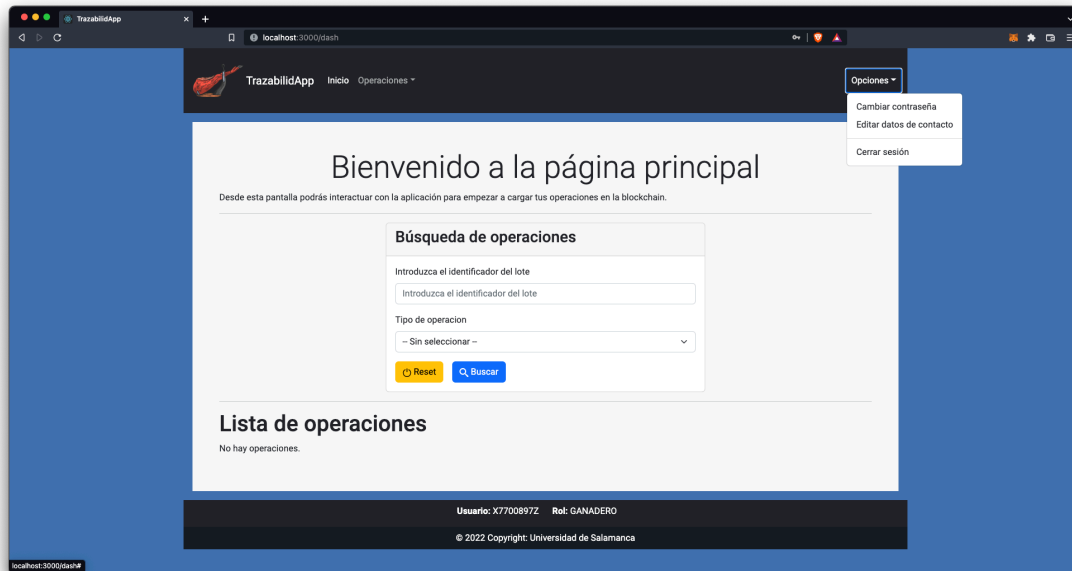 TrazabilidApp
localhost:3000/dash
TrazabilidApp Inicio Operaciones Opciones
Cambiar contraseña
Editar datos de contacto
Cerrar sesión
Bienvenido a la página principal
Desde esta pantalla podrás interactuar con la aplicación para empezar a cargar tus operaciones en la blockchain.
Búsqueda de operaciones
Introduzca el identificador del lote
Introduzca el identificador del lote
Tipo de operacion
-- Sin seleccionar --
Reset Buscar
Lista de operaciones
No hay operaciones.
Usuario: X7700897Z Rol: GANADERO
© 2022 Copyright: Universidad de Salamanca
localhost:3000/dash#